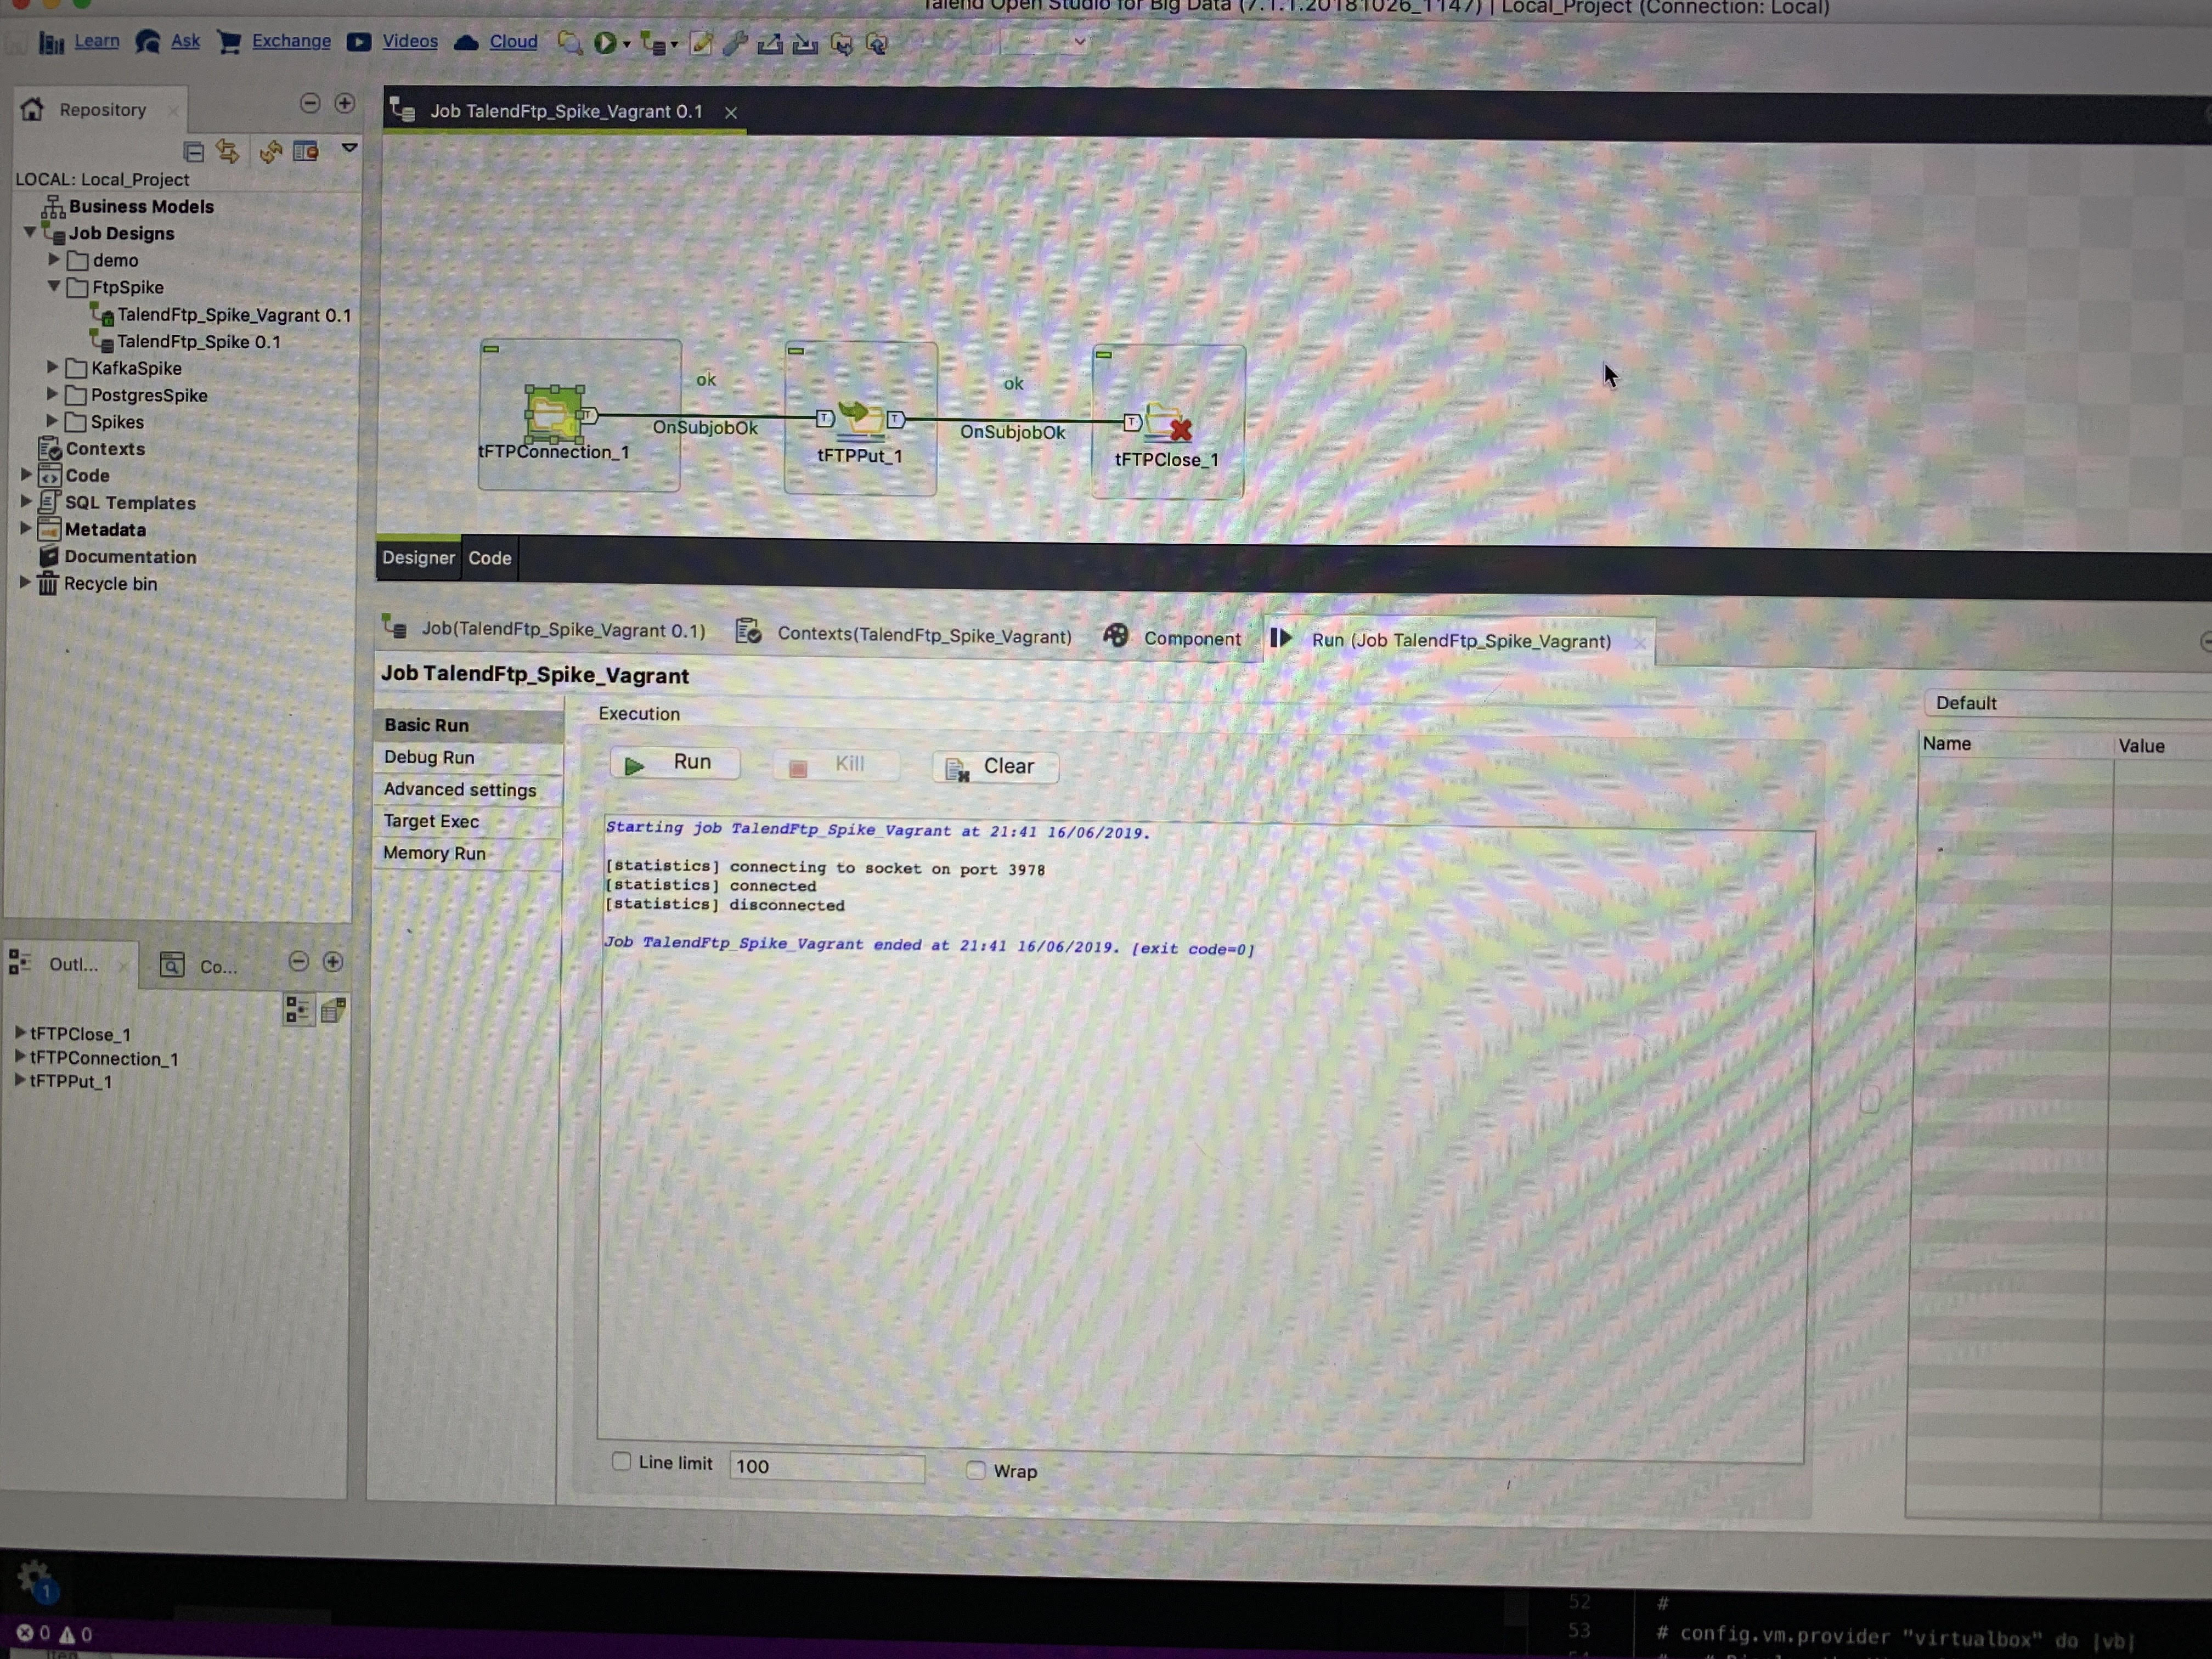 Talend Open Studio for Big Data (7.1.1.20181026_1147) | Local_Project (Connection: Local)
Learn Ask Exchange Videos Cloud
Repository
LOCAL: Local_Project
Business Models
Job Designs
demo
FtpSpike
TalendFtp_Spike_Vagrant 0.1
TalendFtp_Spike 0.1
KafkaSpike
PostgresSpike
Spikes
Contexts
Code
SQL Templates
Metadata
Documentation
Recycle bin
Outl... Co...
tFTPClose_1
tFTPConnection_1
tFTPPut_1
Job TalendFtp_Spike_Vagrant 0.1
ok ok
OnSubjobOk OnSubjobOk
tFTPConnection_1 tFTPPut_1 tFTPClose_1
Designer Code
Job(TalendFtp_Spike_Vagrant 0.1) Contexts(TalendFtp_Spike_Vagrant) Component Run (Job TalendFtp_Spike_Vagrant)
Job TalendFtp_Spike_Vagrant
Basic Run
Debug Run
Advanced settings
Target Exec
Memory Run
Execution
Run Kill Clear
Starting job TalendFtp_Spike_Vagrant at 21:41 16/06/2019.
[statistics] connecting to socket on port 3978
[statistics] connected
[statistics] disconnected
Job TalendFtp_Spike_Vagrant ended at 21:41 16/06/2019. [exit code=0]
Line limit 100 Wrap
Default
Name Value
1
0 0
52 #
53 # config.vm.provider "virtualbox" do |vb|